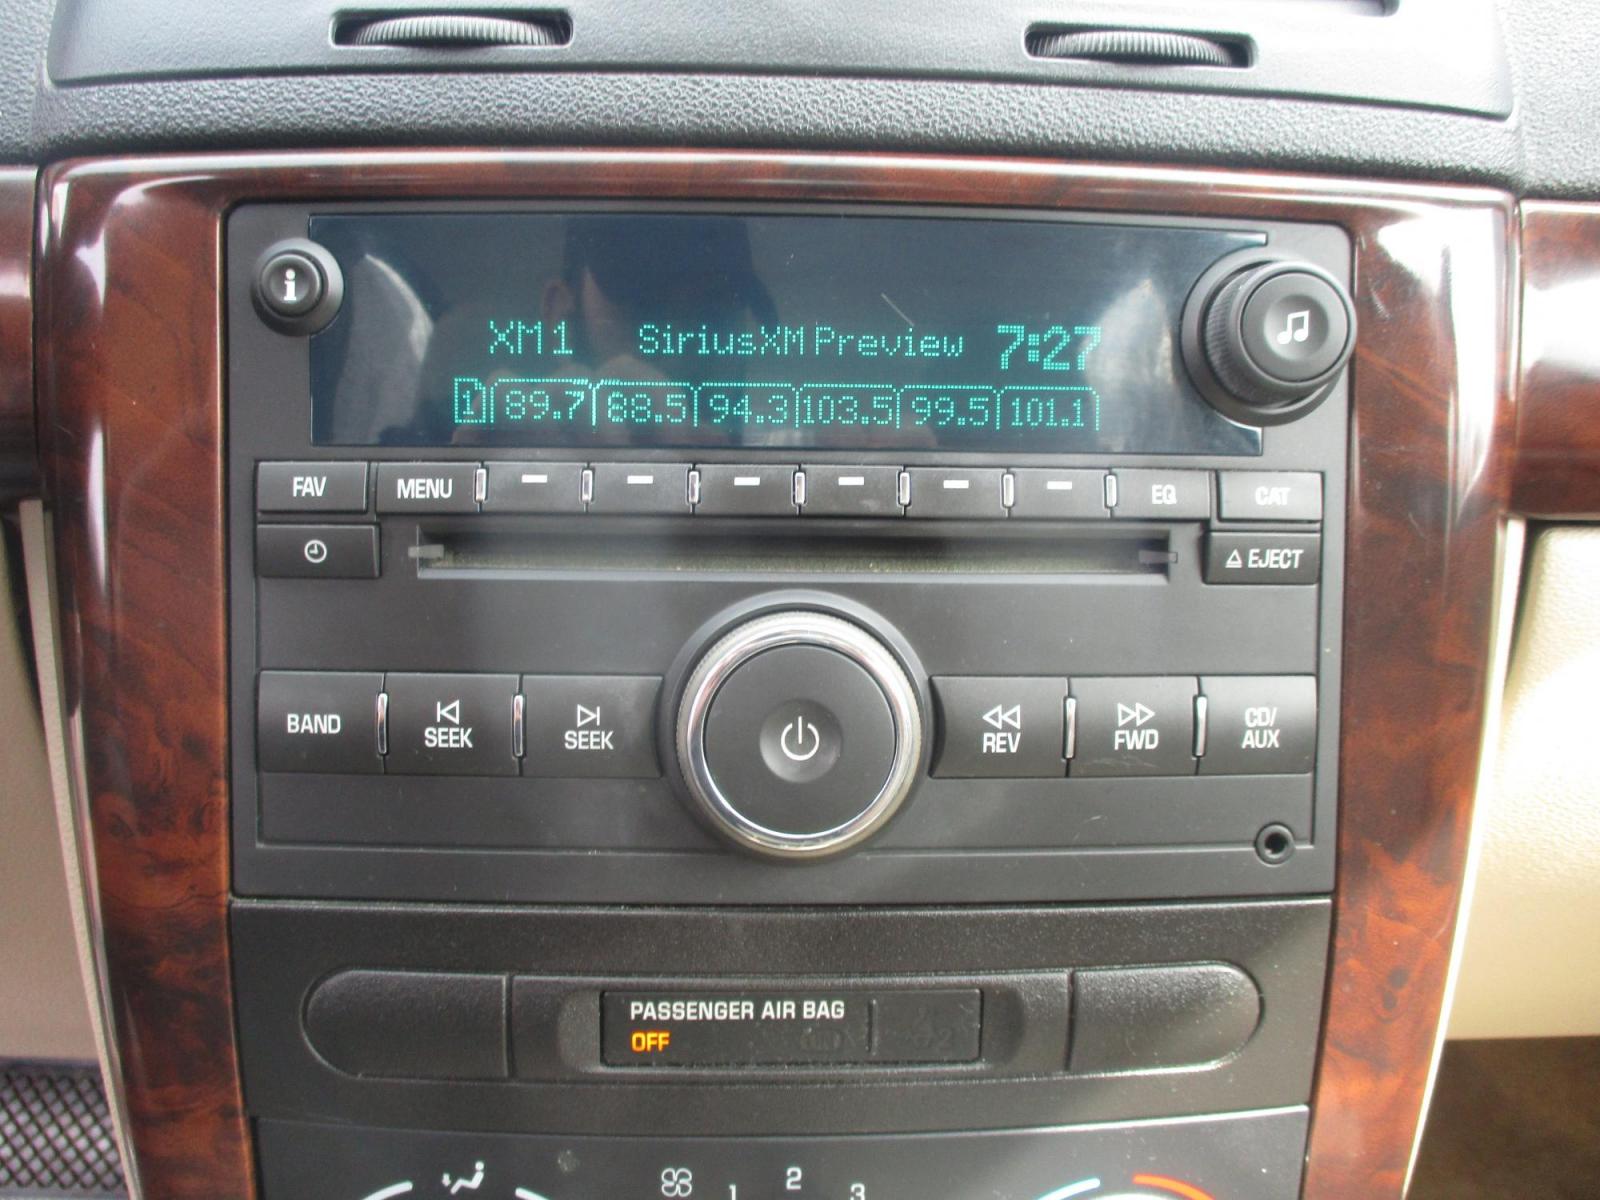 i
XM1 SiriusXM Preview 7:27
1 89.7 88.5 94.3 103.5 99.5 101.1
FAV MENU EQ CAT
EJECT
BAND SEEK SEEK REV FWD CD/
AUX
PASSENGER AIR BAG
OFF
1 2 3